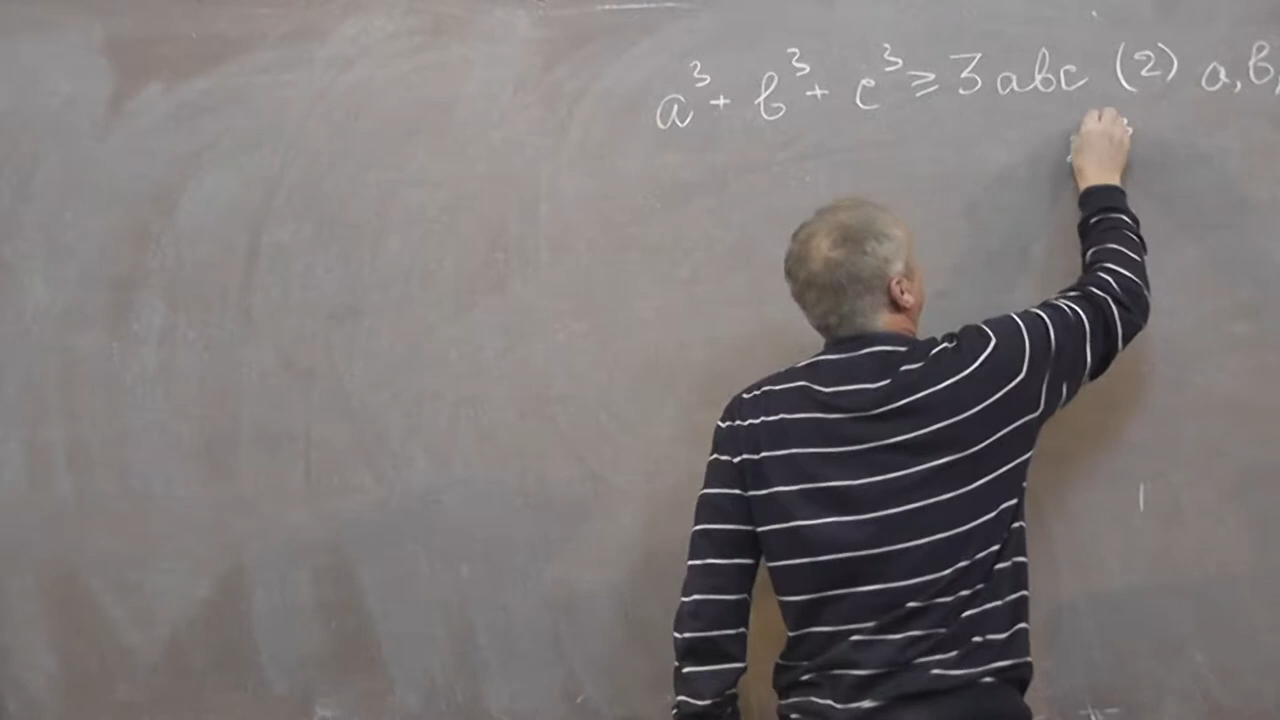 a³ + b³ + c³ ⩾ 3abc (2) a, b,